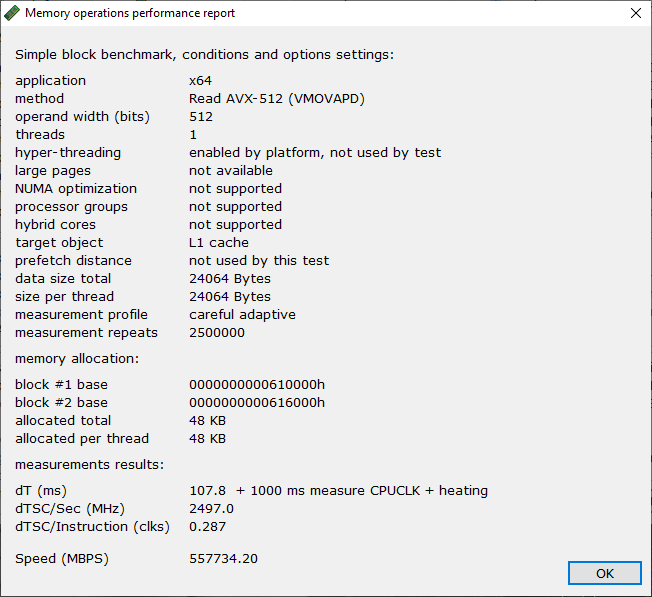 Memory operations performance report
Simple block benchmark, conditions and options settings:
application x64
method Read AVX-512 (VMOVAPD)
operand width (bits) 512
threads 1
hyper-threading enabled by platform, not used by test
large pages not available
NUMA optimization not supported
processor groups not supported
hybrid cores not supported
target object L1 cache
prefetch distance not used by this test
data size total 24064 Bytes
size per thread 24064 Bytes
measurement profile careful adaptive
measurement repeats 2500000
memory allocation:
block #1 base 0000000000610000h
block #2 base 0000000000616000h
allocated total 48 KB
allocated per thread 48 KB
measurements results:
dT (ms) 107.8 + 1000 ms measure CPUCLK + heating
dTSC/Sec (MHz) 2497.0
dTSC/Instruction (clks) 0.287
Speed (MBPS) 557734.20
OK